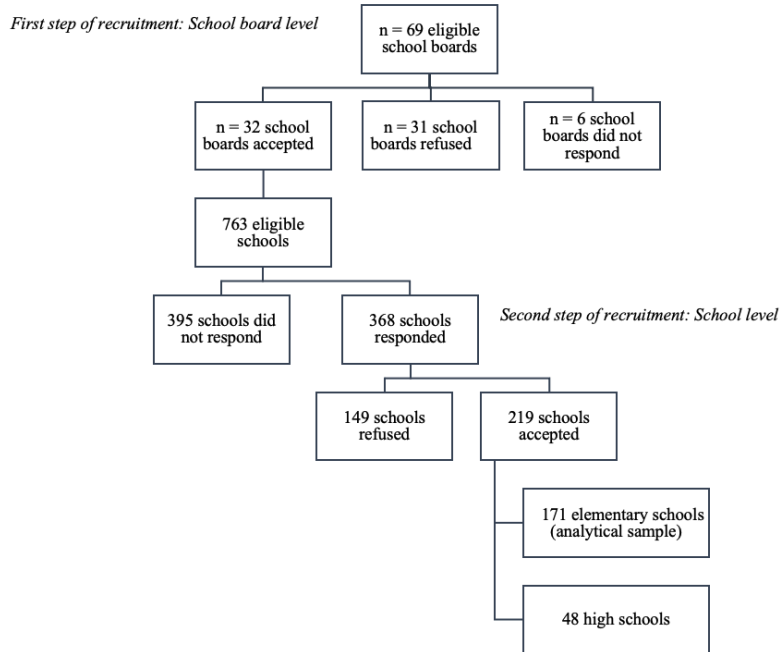 First step of recruitment: School board level
n = 69 eligible
school boards
n = 32 school
boards accepted
n = 31 school
boards refused
n = 6 school
boards did not
respond
763 eligible
schools
395 schools did
not respond
368 schools
responded
Second step of recruitment: School level
149 schools
refused
219 schools
accepted
171 elementary schools
(analytical sample)
48 high schools